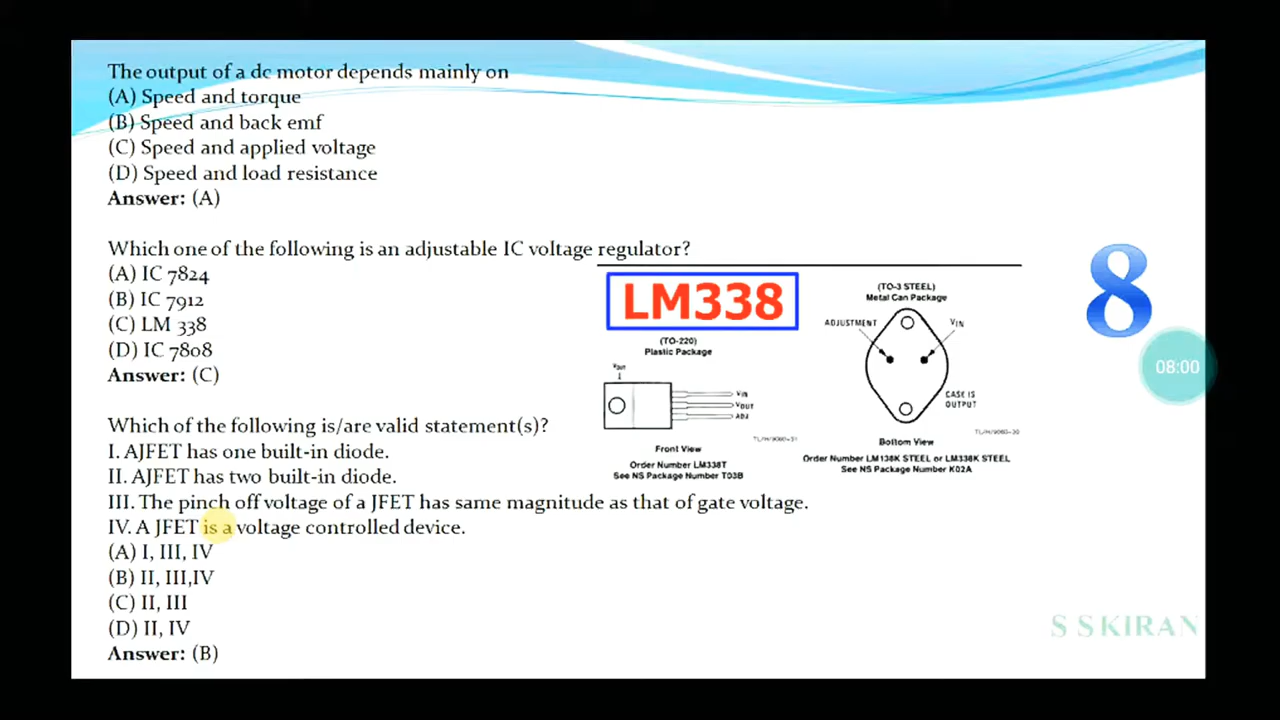 The output of a dc motor depends mainly on
(A) Speed and torque
(B) Speed and back emf
(C) Speed and applied voltage
(D) Speed and load resistance
Answer: (A)
Which one of the following is an adjustable IC voltage regulator?
(A) IC 7824
(B) IC 7912
(C) LM 338
(D) IC 7808
Answer: (C)
LM338
(TO-220)
Plastic Package
VOUT
VIN
VOUT
ADJ
Front View
Order Number LM338T
See NS Package Number T03B
(TO-3 STEEL)
Metal Can Package
ADJUSTMENT
VIN
CASE IS
OUTPUT
Bottom View
Order Number LM138K STEEL or LM338K STEEL
See NS Package Number K02A
8
08:00
Which of the following is/are valid statement(s)?
I. AJFET has one built-in diode.
II. AJFET has two built-in diode.
III. The pinch off voltage of a JFET has same magnitude as that of gate voltage.
IV. A JFET is a voltage controlled device.
(A) I, III, IV
(B) II, III,IV
(C) II, III
(D) II, IV
Answer: (B)
S S KIRAN